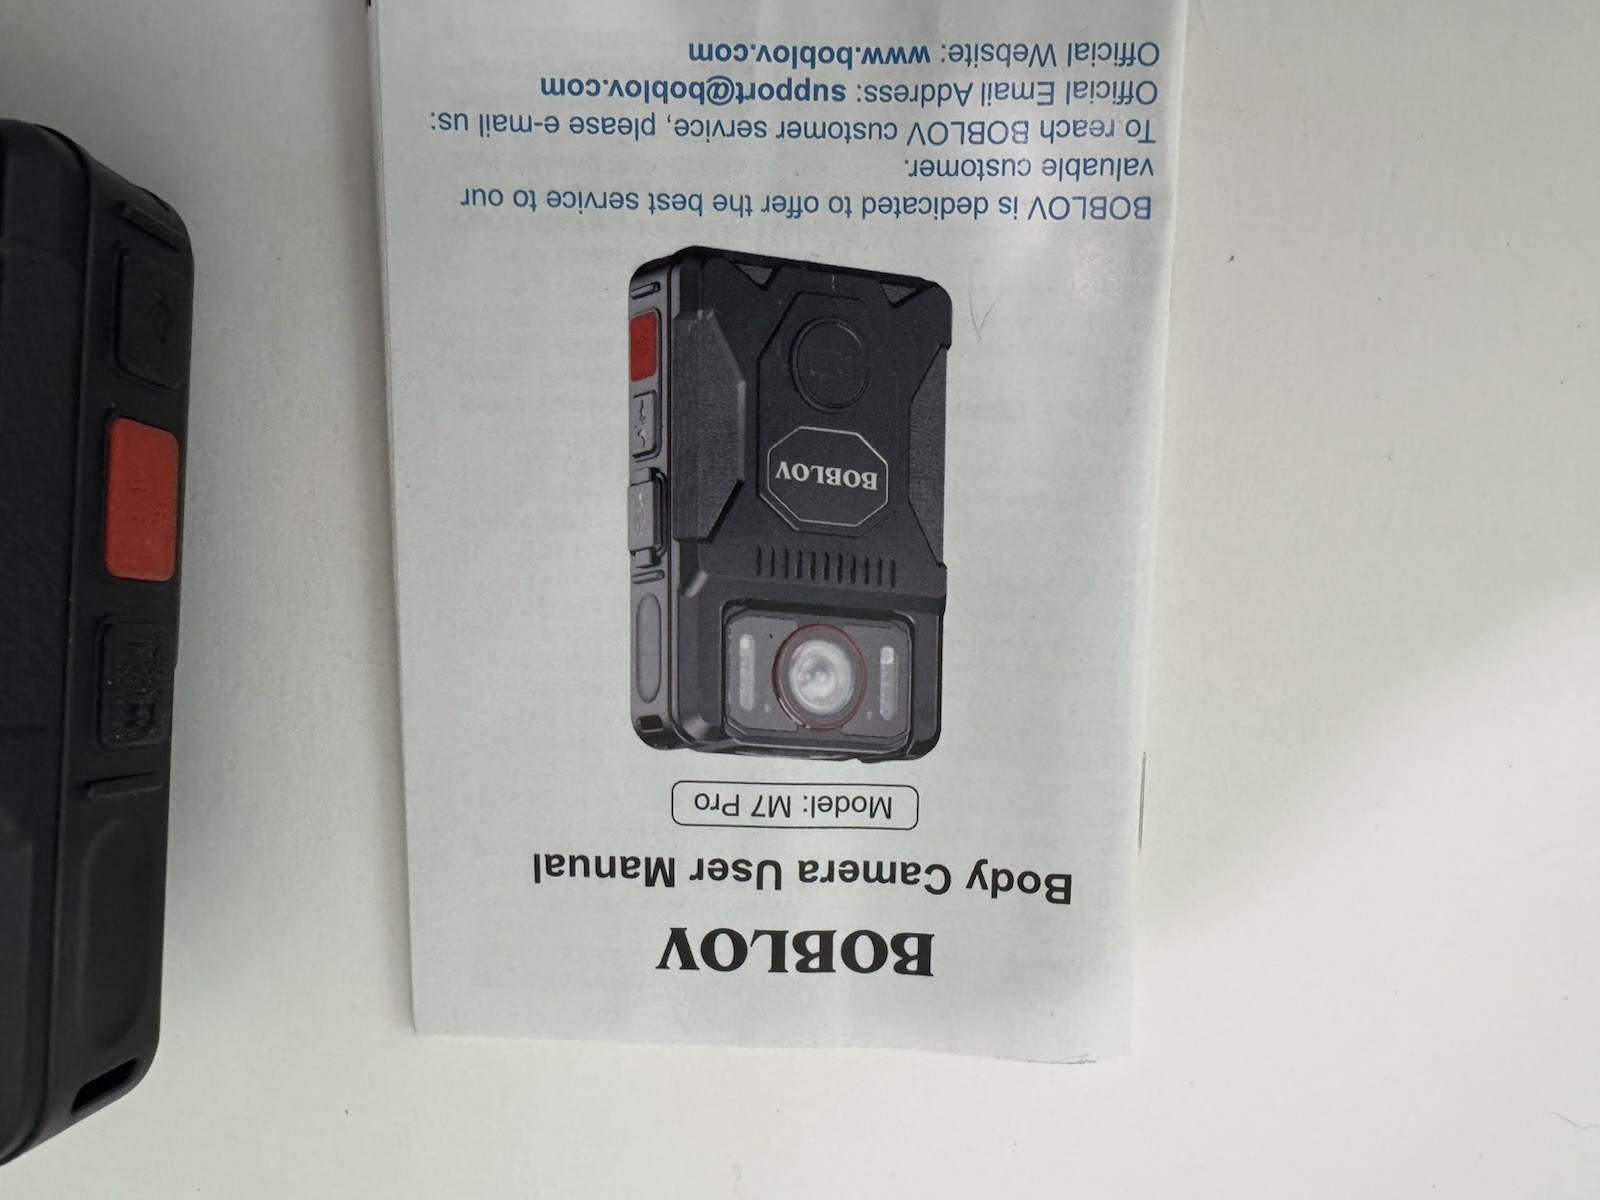 BOBLOV
Body Camera User Manual
Model: M7 Pro
BOBLOV
BOBLOV is dedicated to offer the best service to our
valuable customer.
To reach BOBLOV customer service, please e-mail us:
Official Email Address: support@boblov.com
Official Website: www.boblov.com